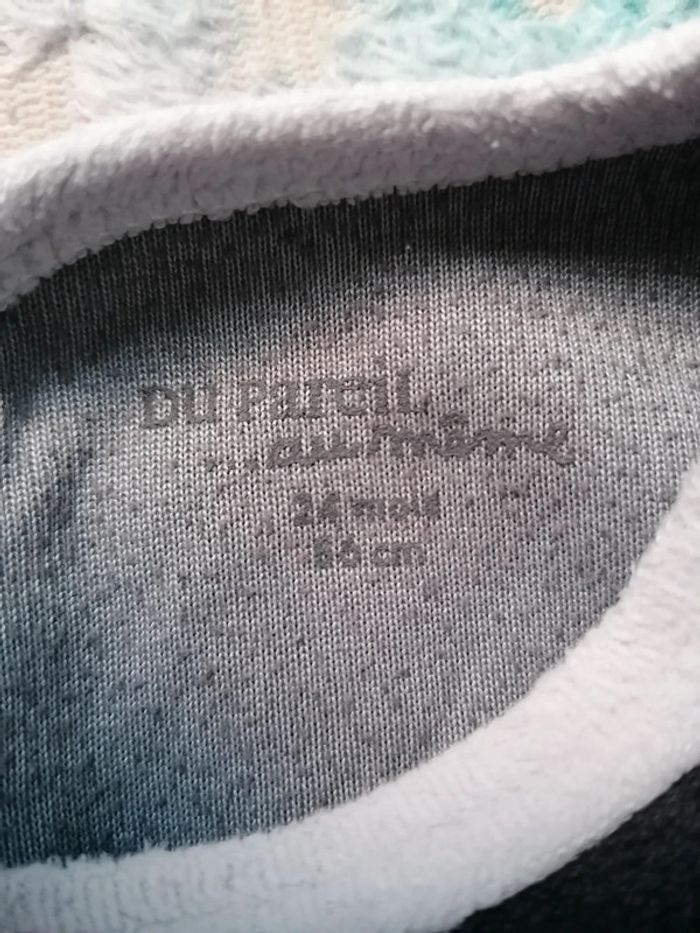 DU PAREIL
...au même
24 mois
86 cm